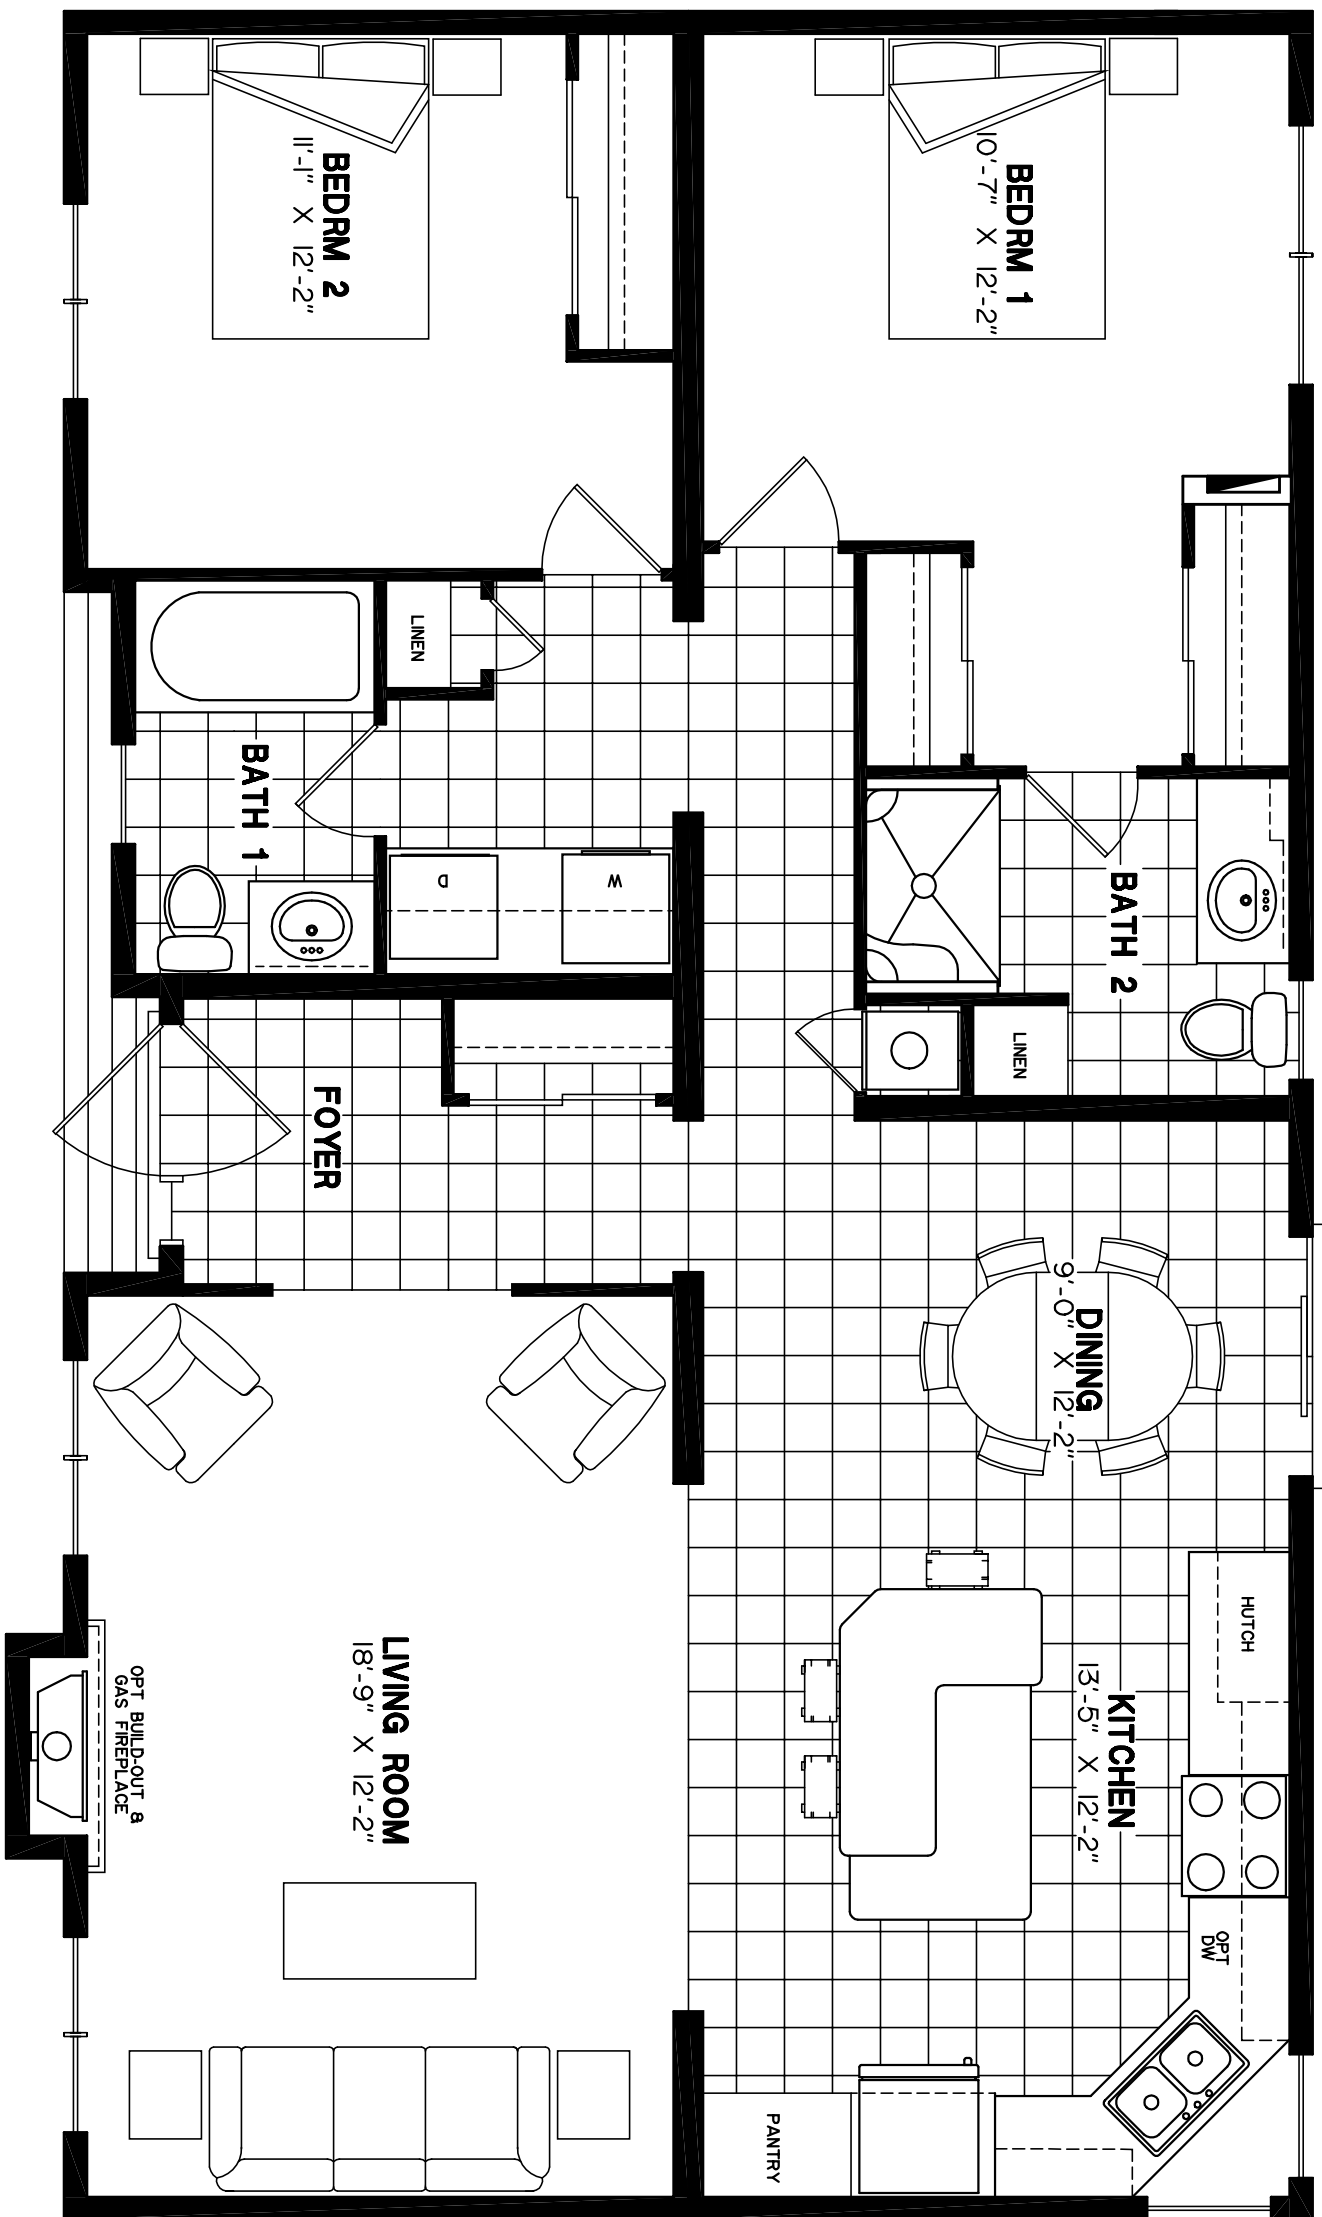 BEDRM 1
10'-7" X 12'-2"
BEDRM 2
11'-1" X 12'-2"
BATH 2
LINEN
LINEN
BATH 1
D
W
FOYER
DINING
9'-0" X 12'-2"
HUTCH
KITCHEN
13'-5" X 12'-2"
OPT
DW
PANTRY
LIVING ROOM
18'-9" X 12'-2"
OPT BUILD-OUT &
GAS FIREPLACE